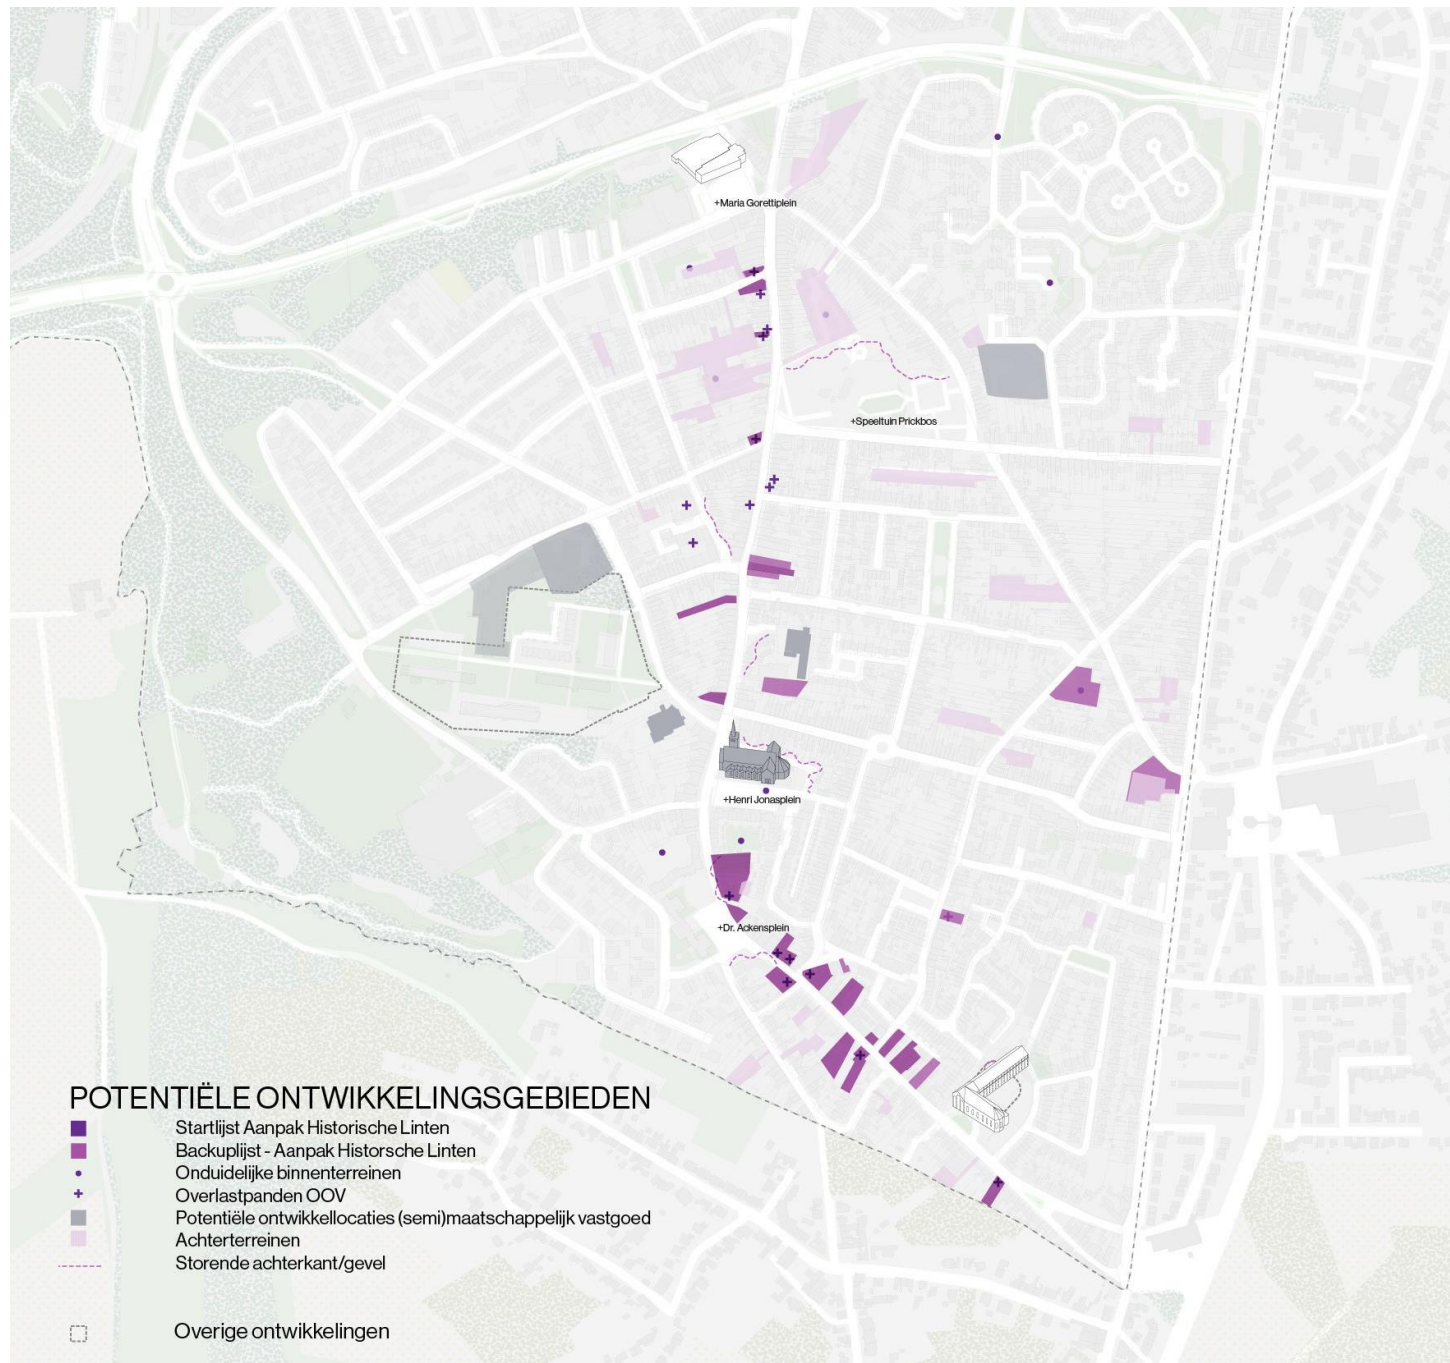 +Maria Gorettiplein
+Speeltuin Prickbos
+Henri Jonasplein
+Dr. Ackensplein
POTENTIËLE ONTWIKKELINGSGEBIEDEN
Startlijst Aanpak Historische Linten
Backuplijst - Aanpak Historsche Linten
Onduidelijke binnenterreinen
Overlastpanden OOV
Potentiële ontwikkellocaties (semi)maatschappelijk vastgoed
Achterterreinen
Storende achterkant/gevel
Overige ontwikkelingen